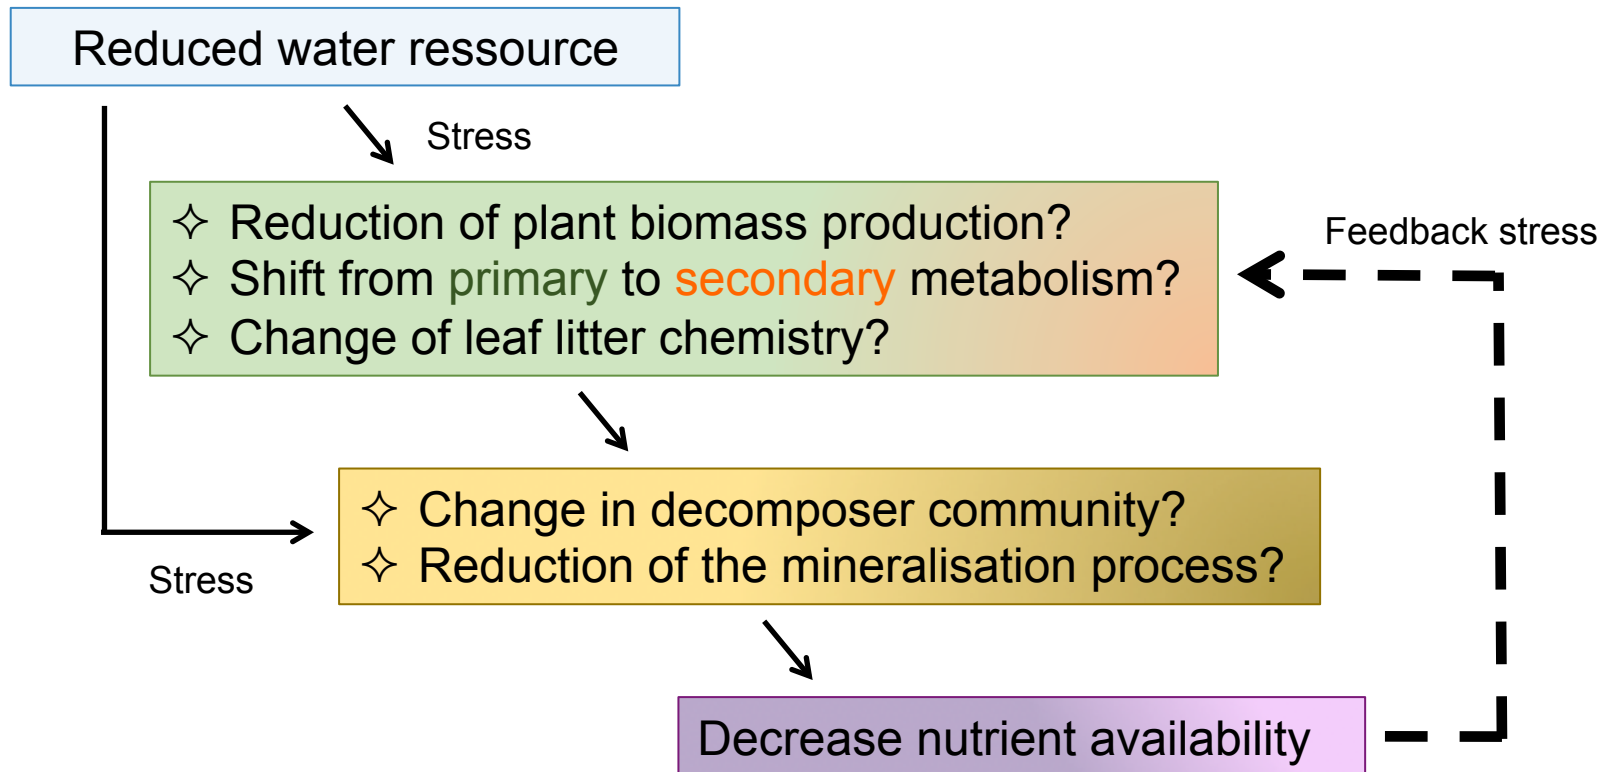 Reduced water ressource
Stress
✧ Reduction of plant biomass production?
✧ Shift from primary to secondary metabolism?
✧ Change of leaf litter chemistry?
Feedback stress
✧ Change in decomposer community?
✧ Reduction of the mineralisation process?
Stress
Decrease nutrient availability